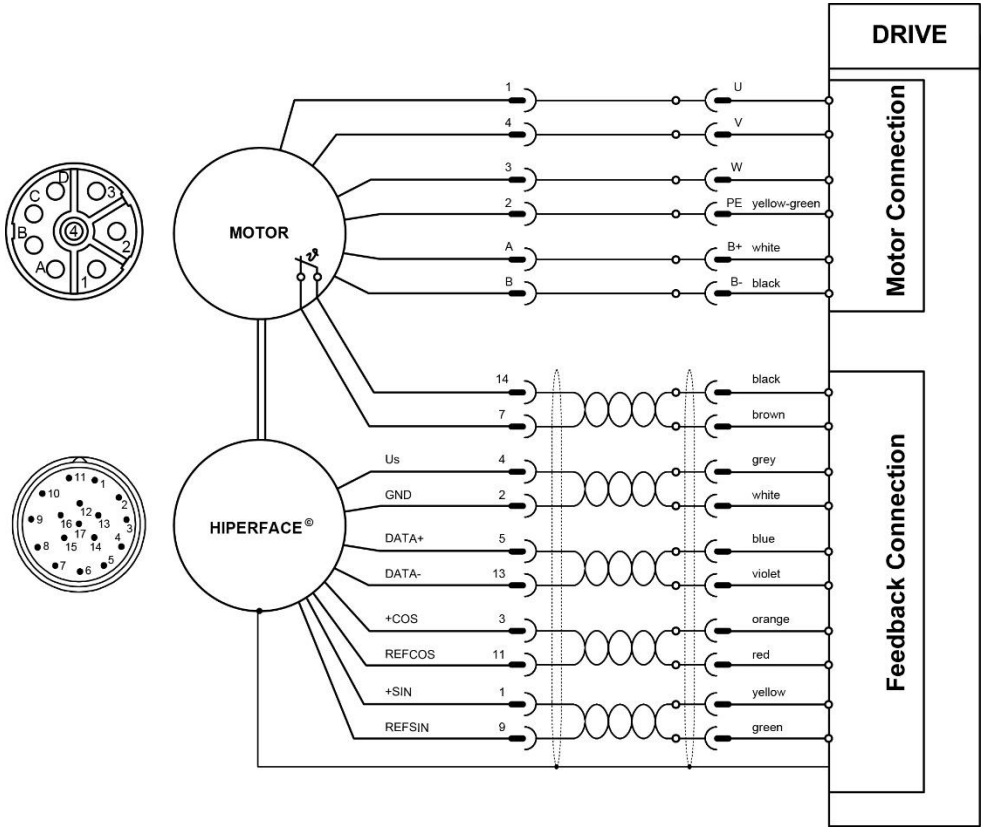 DRIVE
Motor Connection
1 U
4 V
3 W
2 PE yellow-green
A B+ white
B B- black
MOTOR
D
C 3
B 4 2
A 1
Feedback Connection
14 black
7 brown
Us 4 grey
GND 2 white
DATA+ 5 blue
DATA- 13 violet
+COS 3 orange
REFCOS 11 red
+SIN 1 yellow
REFSIN 9 green
HIPERFACE©
11 1
10 2
12
9 16 13 3
17
8 15 14 4
7 6 5